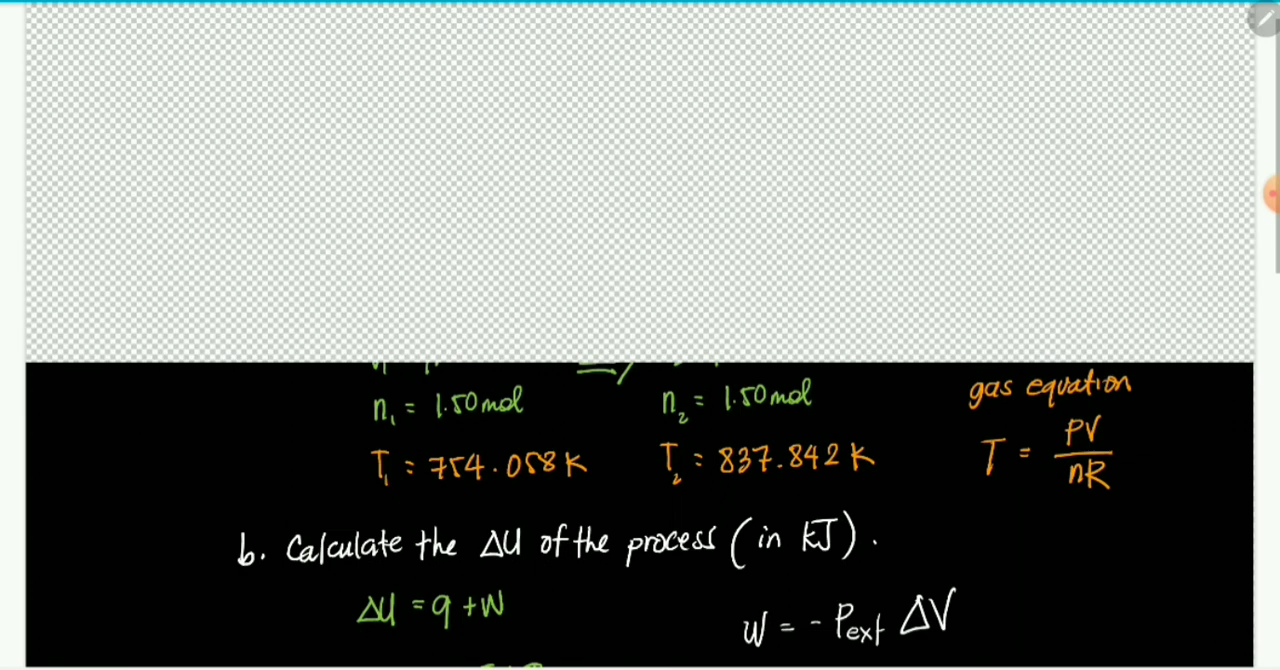 n₁ = 1.50 mol n₂ = 1.50 mol gas equation
T₁ = 754.058 K T₂ = 837.842 K T = PV/nR
b. Calculate the ΔU of the process (in kJ).
ΔU = q + W
W = - Pext ΔV